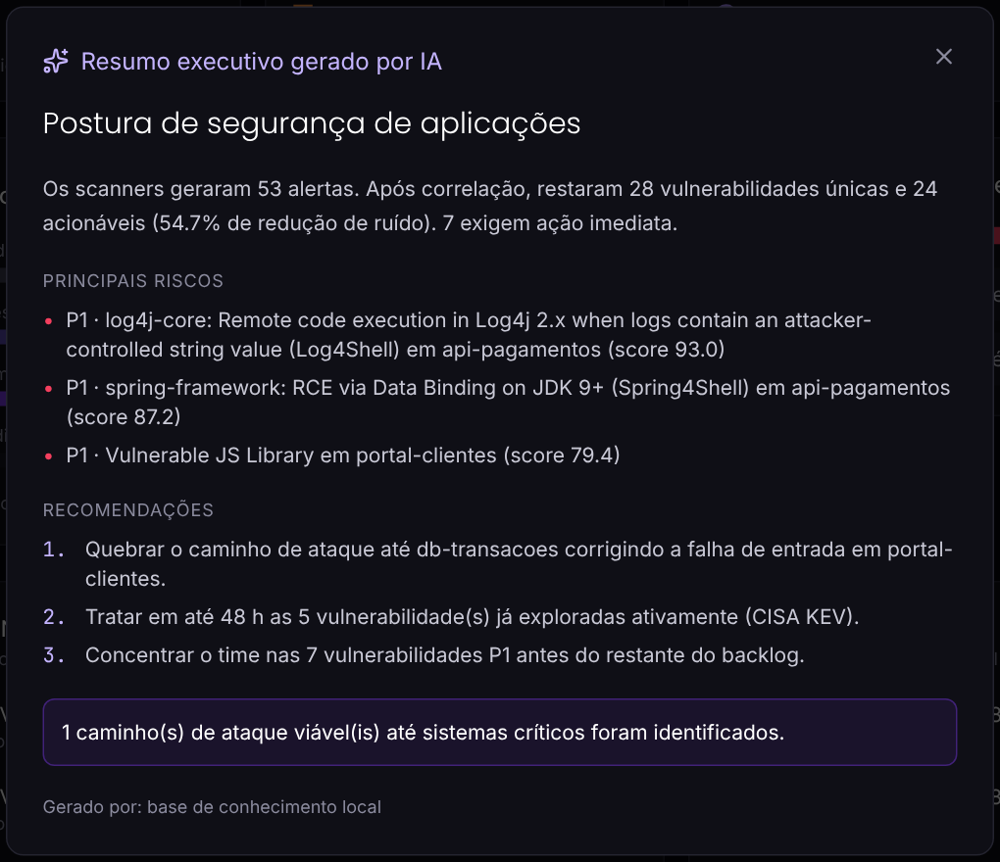 Resumo executivo gerado por IA
Postura de segurança de aplicações
Os scanners geraram 53 alertas. Após correlação, restaram 28 vulnerabilidades únicas e 24
acionáveis (54.7% de redução de ruído). 7 exigem ação imediata.
PRINCIPAIS RISCOS
• P1 · log4j-core: Remote code execution in Log4j 2.x when logs contain an attacker-
controlled string value (Log4Shell) em api-pagamentos (score 93.0)
• P1 · spring-framework: RCE via Data Binding on JDK 9+ (Spring4Shell) em api-pagamentos
(score 87.2)
• P1 · Vulnerable JS Library em portal-clientes (score 79.4)
RECOMENDAÇÕES
1. Quebrar o caminho de ataque até db-transacoes corrigindo a falha de entrada em portal-
clientes.
2. Tratar em até 48 h as 5 vulnerabilidade(s) já exploradas ativamente (CISA KEV).
3. Concentrar o time nas 7 vulnerabilidades P1 antes do restante do backlog.
1 caminho(s) de ataque viável(is) até sistemas críticos foram identificados.
Gerado por: base de conhecimento local